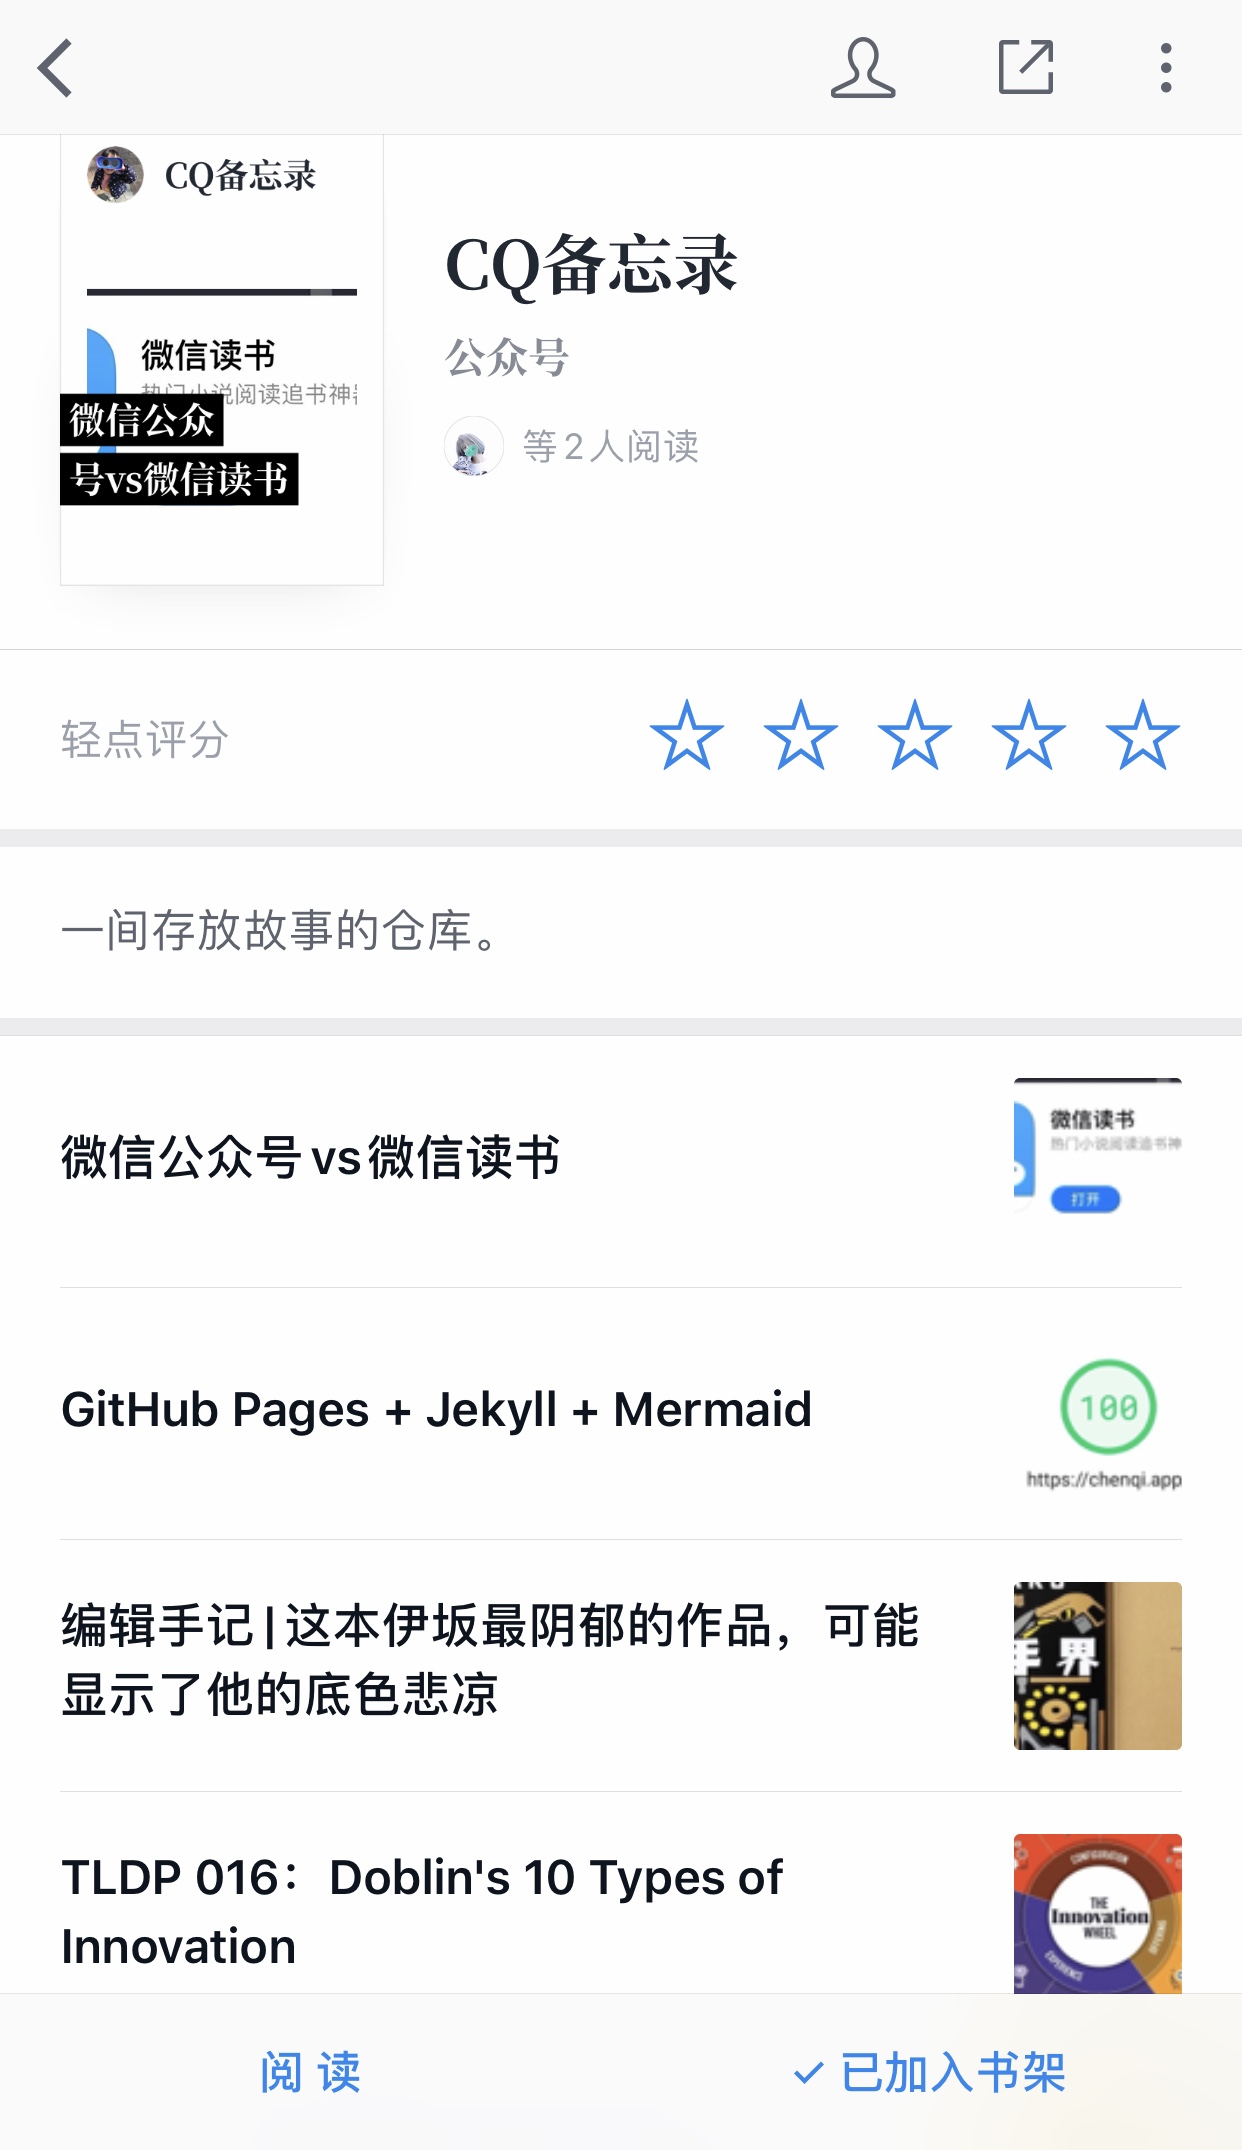 CQ备忘录
微信读书
热门小说阅读追书神
微信公众
号vs微信读书
CQ备忘录
公众号
等2人阅读
轻点评分
一间存放故事的仓库。
微信公众号vs微信读书
微信读书
热门小说阅读追书神
打开
GitHub Pages + Jekyll + Mermaid
100
https://chenqi.app
编辑手记|这本伊坂最阴郁的作品，可能
显示了他的底色悲凉
界
TLDP 016：Doblin's 10 Types of
Innovation
CONFIGURATION
THE
Innovation
WHEEL
OFFERING
EXPERIENCE
阅读
已加入书架